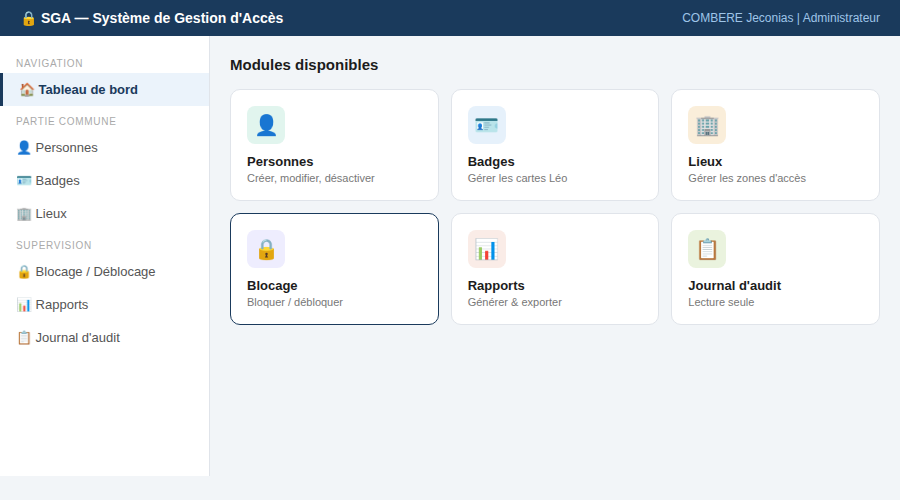 🔒 SGA — Système de Gestion d'Accès
COMBERE Jeconias | Administrateur
NAVIGATION
🏠 Tableau de bord
PARTIE COMMUNE
👤 Personnes
🪪 Badges
🏢 Lieux
SUPERVISION
🔒 Blocage / Déblocage
📊 Rapports
📋 Journal d'audit
Modules disponibles
Personnes
Créer, modifier, désactiver
Badges
Gérer les cartes Léo
Lieux
Gérer les zones d'accès
Blocage
Bloquer / débloquer
Rapports
Générer & exporter
Journal d'audit
Lecture seule